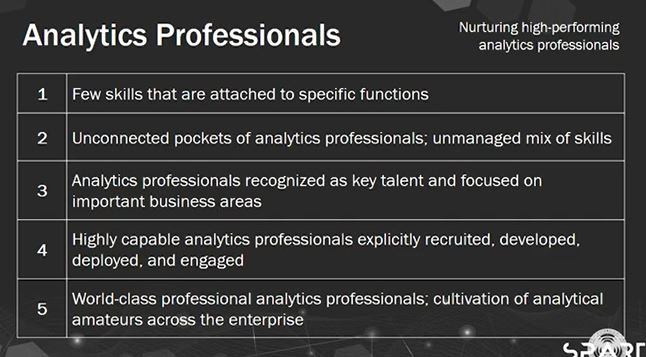 Analytics Professionals
Nurturing high-performing
analytics professionals
1 Few skills that are attached to specific functions
2 Unconnected pockets of analytics professionals; unmanaged mix of skills
3 Analytics professionals recognized as key talent and focused on
important business areas
4 Highly capable analytics professionals explicitly recruited, developed,
deployed, and engaged
5 World-class professional analytics professionals; cultivation of analytical
amateurs across the enterprise